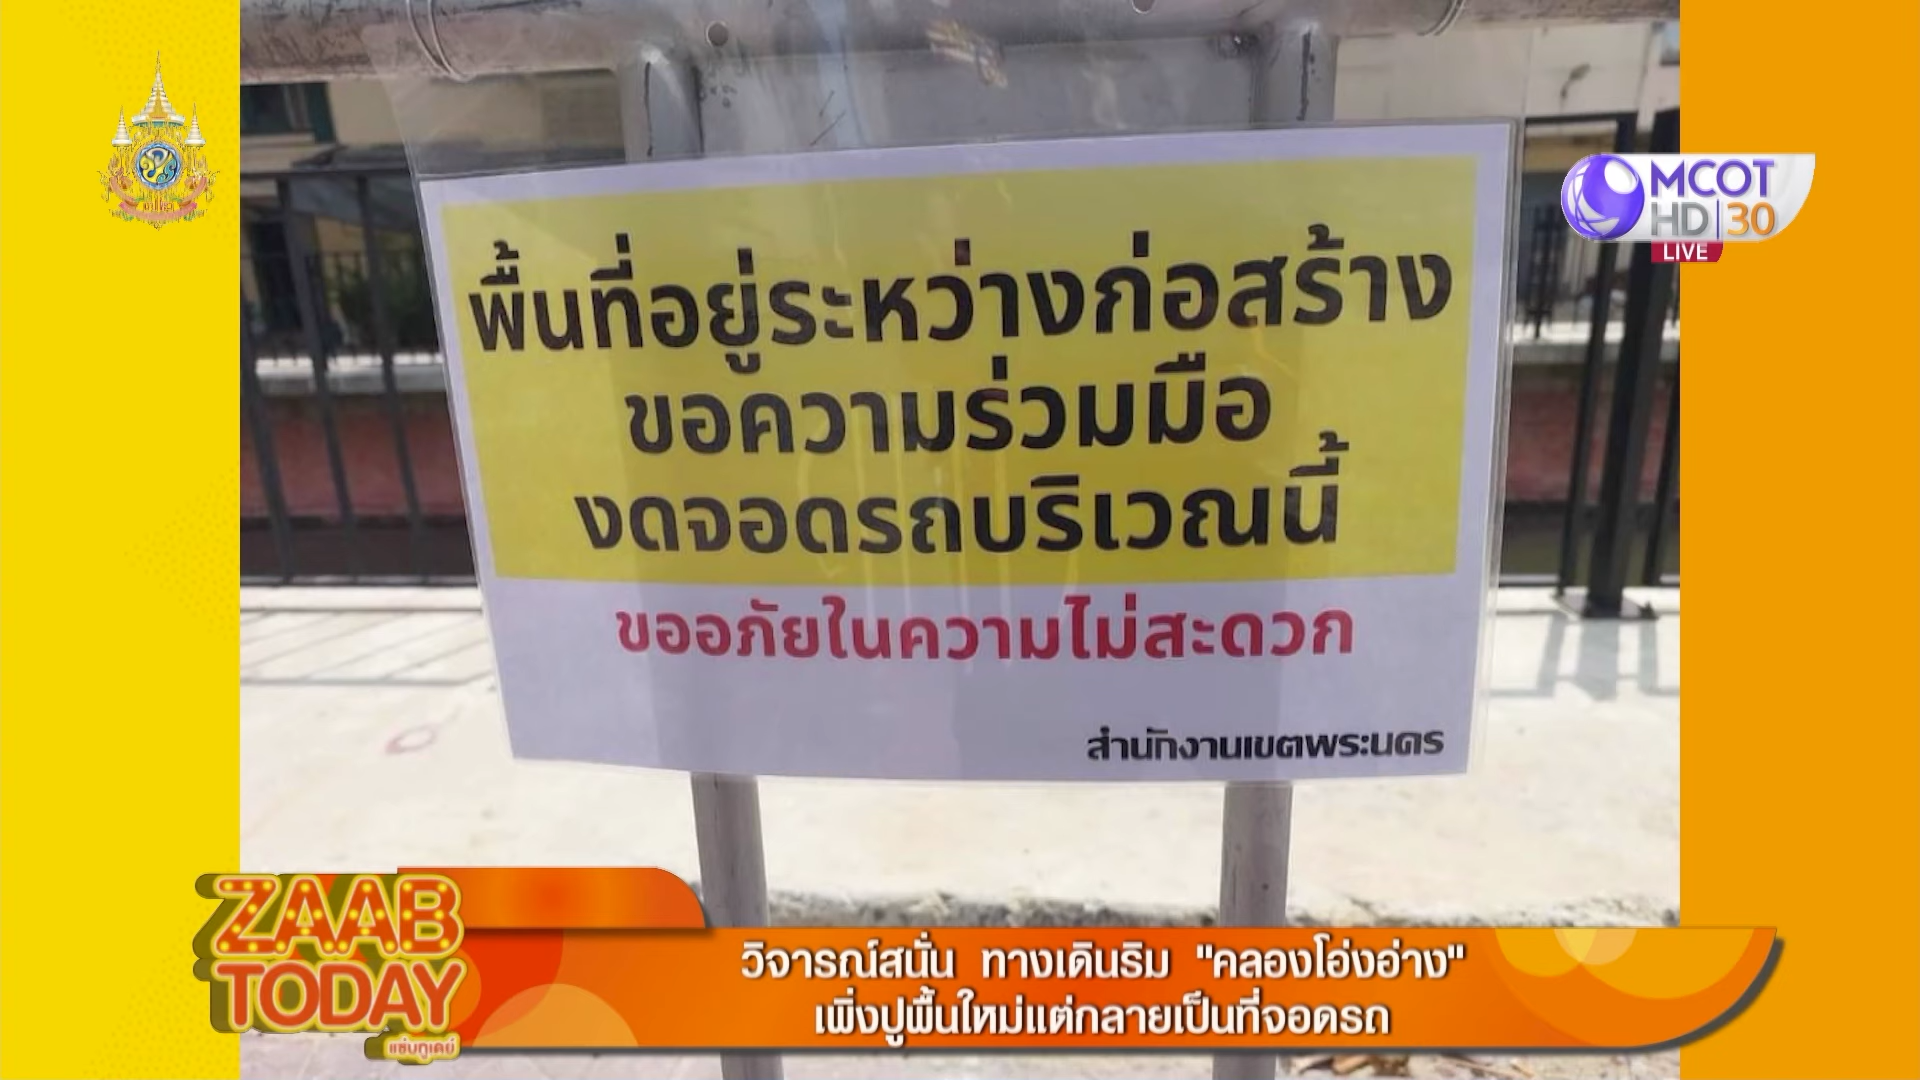 MCOT
HD 30
LIVE
พื้นที่อยู่ระหว่างก่อสร้าง
ขอความร่วมมือ
งดจอดรถบริเวณนี้
ขออภัยในความไม่สะดวก
สำนักงานเขตพระนคร
ZAAB
TODAY
แซ่บทูเดย์
วิจารณ์สนั่น ทางเดินริม "คลองโอ่งอ่าง"
เพิ่งปูพื้นใหม่แต่กลายเป็นที่จอดรถ